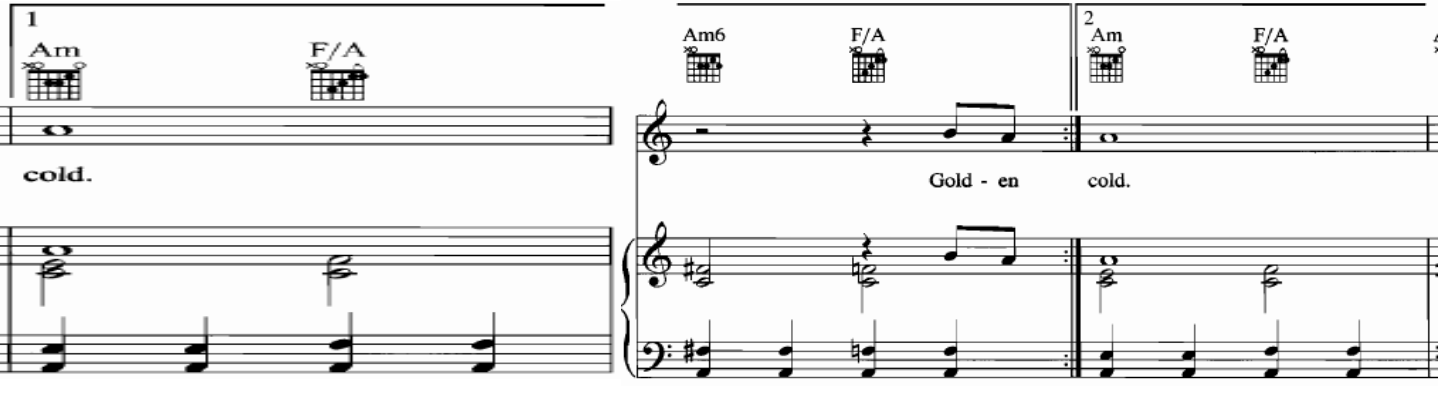 1
Am F/A
cold.
Am6 F/A
Gold - en
2
Am F/A
cold.